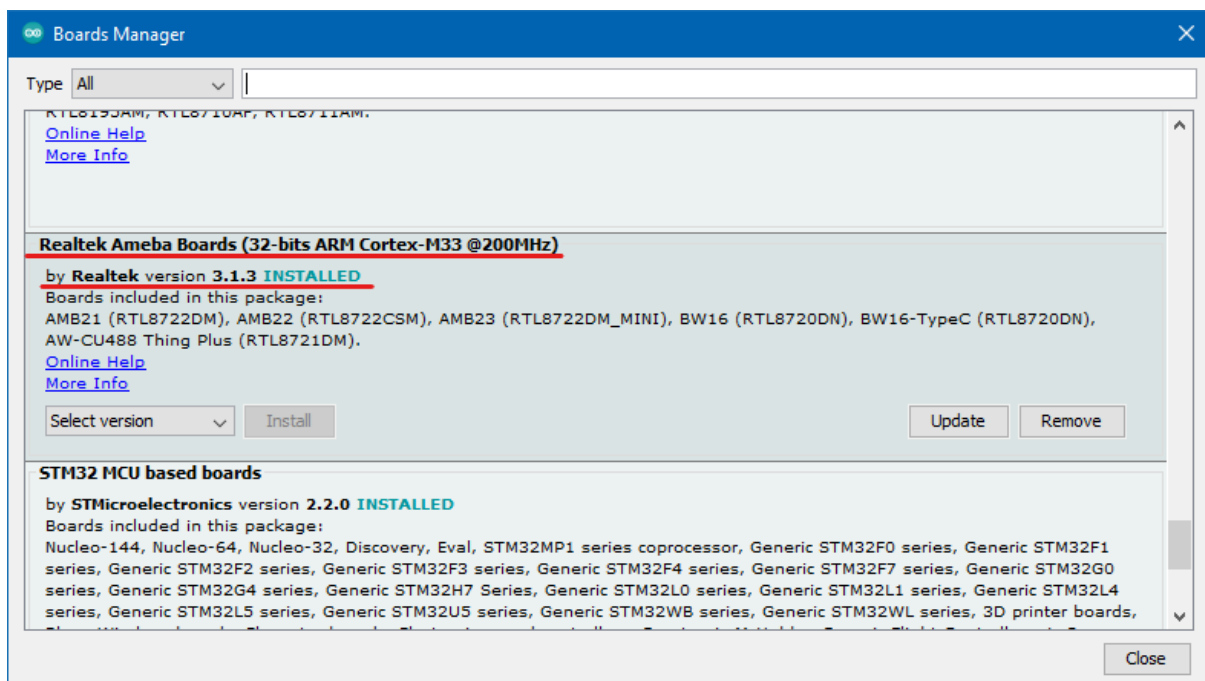 Boards Manager
Type All
RTL8195AM, RTL8710AF, RTL8711AM.
Online Help
More Info
Realtek Ameba Boards (32-bits ARM Cortex-M33 @200MHz)
by Realtek version 3.1.3 INSTALLED
Boards included in this package:
AMB21 (RTL8722DM), AMB22 (RTL8722CSM), AMB23 (RTL8722DM_MINI), BW16 (RTL8720DN), BW16-TypeC (RTL8720DN),
AW-CU488 Thing Plus (RTL8721DM).
Online Help
More Info
Select version Install Update Remove
STM32 MCU based boards
by STMicroelectronics version 2.2.0 INSTALLED
Boards included in this package:
Nucleo-144, Nucleo-64, Nucleo-32, Discovery, Eval, STM32MP1 series coprocessor, Generic STM32F0 series, Generic STM32F1
series, Generic STM32F2 series, Generic STM32F3 series, Generic STM32F4 series, Generic STM32F7 series, Generic STM32G0
series, Generic STM32G4 series, Generic STM32H7 Series, Generic STM32L0 series, Generic STM32L1 series, Generic STM32L4
series, Generic STM32L5 series, Generic STM32U5 series, Generic STM32WB series, Generic STM32WL series, 3D printer boards,
Close